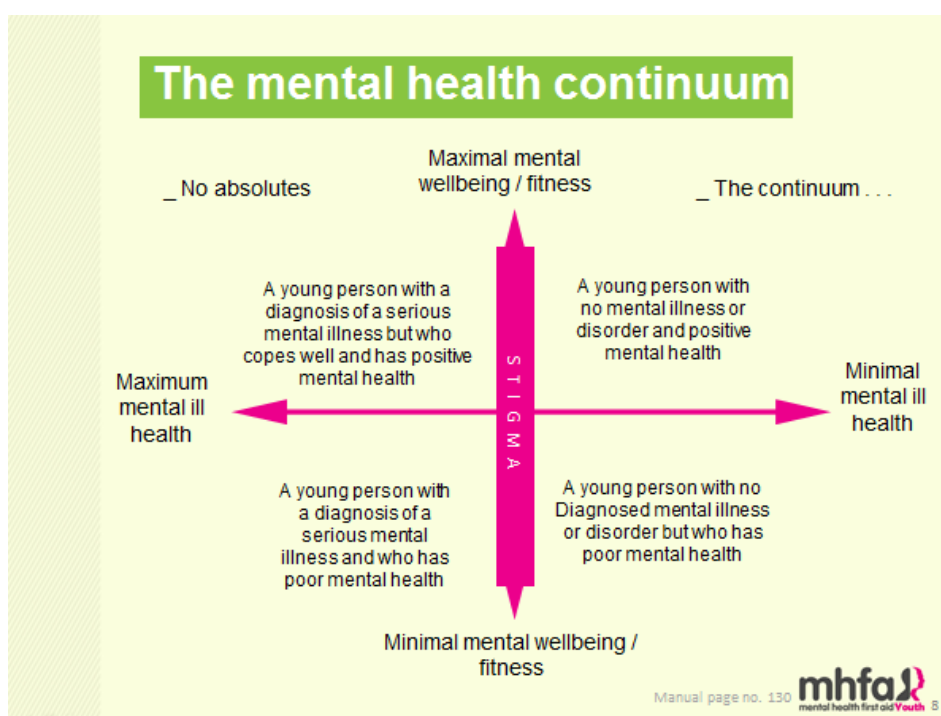 The mental health continuum
Maximal mental
wellbeing / fitness
_ No absolutes
_ The continuum . . .
A young person with a
diagnosis of a serious
mental illness but who
copes well and has positive
mental health
A young person with
no mental illness or
disorder and positive
mental health
Maximum
mental ill
health
STIGMA
Minimal
mental ill
health
A young person with
a diagnosis of a
serious mental
illness and who has
poor mental health
A young person with no
Diagnosed mental illness
or disorder but who has
poor mental health
Minimal mental wellbeing /
fitness
Manual page no. 130
mhfa
mental health first aid Youth
8